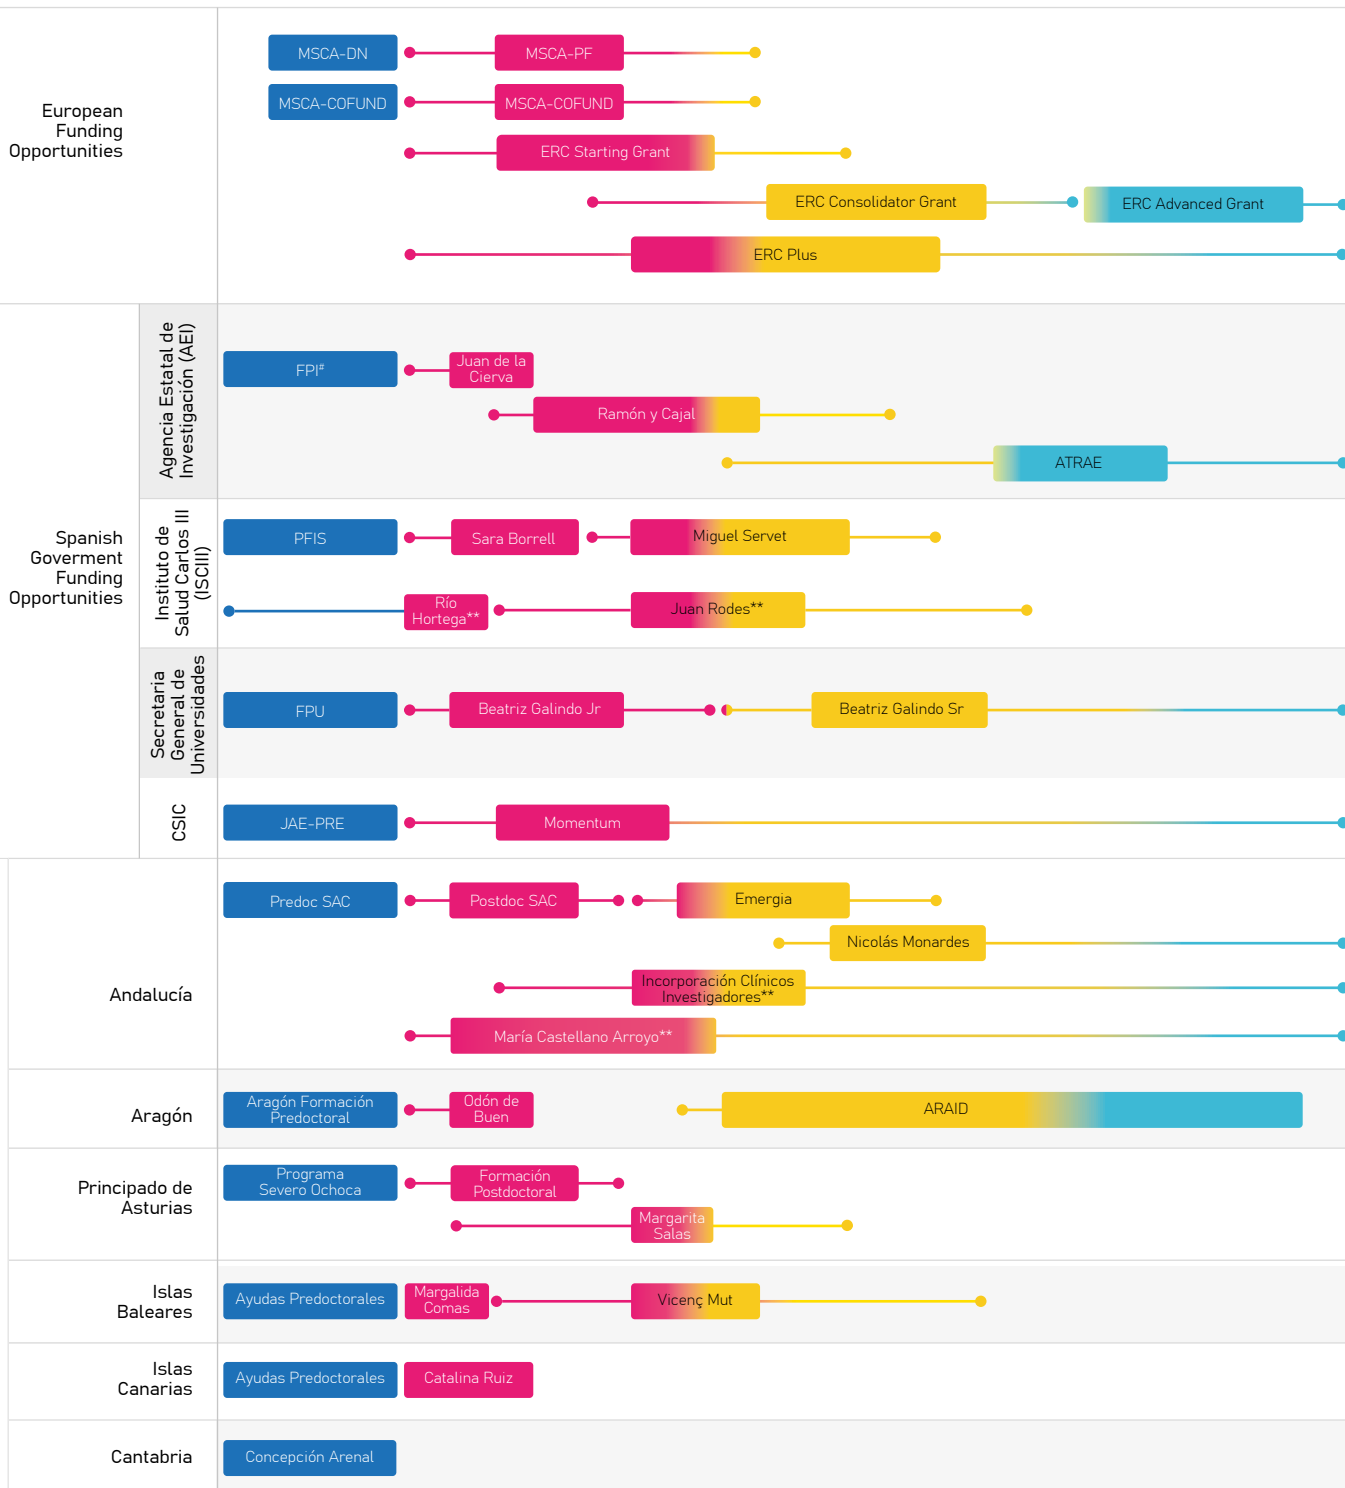 European
Funding
Opportunities
MSCA-DN
MSCA-PF
MSCA-COFUND
MSCA-COFUND
ERC Starting Grant
ERC Consolidator Grant
ERC Advanced Grant
ERC Plus
Spanish
Goverment
Funding
Opportunities
Agencia Estatal de
Investigación (AEI)
FPI#
Juan de la
Cierva
Ramón y Cajal
ATRAE
Instituto de
Salud Carlos III
(ISCIII)
PFIS
Sara Borrell
Miguel Servet
Río
Hortega**
Juan Rodes**
Secretaria
General de
Universidades
FPU
Beatriz Galindo Jr
Beatriz Galindo Sr
CSIC
JAE-PRE
Momentum
Andalucía
Predoc SAC
Postdoc SAC
Emergia
Nicolás Monardes
Incorporación Clínicos
Investigadores**
María Castellano Arroyo**
Aragón
Aragón Formación
Predoctoral
Odón de
Buen
ARAID
Principado de
Asturias
Programa
Severo Ochoca
Formación
Postdoctoral
Margarita
Salas
Islas
Baleares
Ayudas Predoctorales
Margalida
Comas
Vicenç Mut
Islas
Canarias
Ayudas Predoctorales
Catalina Ruiz
Cantabria
Concepción Arenal